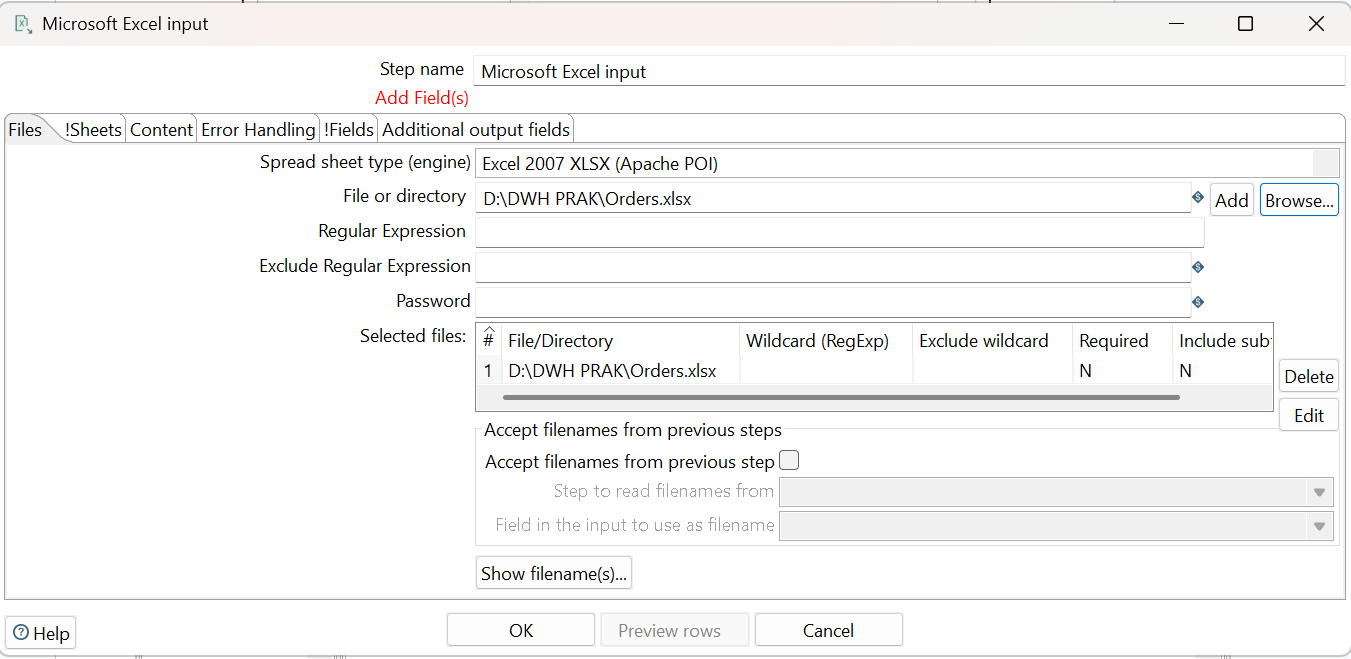 Microsoft Excel input
Step name Microsoft Excel input
Add Field(s)
Files !Sheets Content Error Handling !Fields Additional output fields
Spread sheet type (engine) Excel 2007 XLSX (Apache POI)
File or directory D:\DWH PRAK\Orders.xlsx Add Browse...
Regular Expression
Exclude Regular Expression
Password
Selected files: # File/Directory Wildcard (RegExp) Exclude wildcard Required Include sub
1 D:\DWH PRAK\Orders.xlsx N N
Delete
Edit
Accept filenames from previous steps
Accept filenames from previous step
Step to read filenames from
Field in the input to use as filename
Show filename(s)...
Help OK Preview rows Cancel